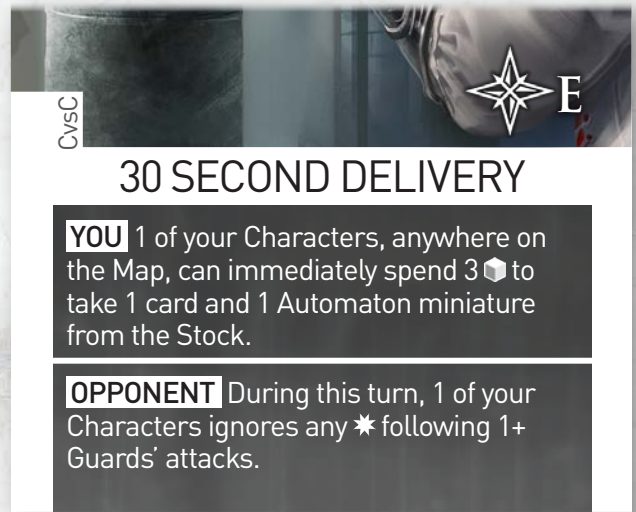 E
CvsC
30 SECOND DELIVERY
YOU 1 of your Characters, anywhere on
the Map, can immediately spend 3 to
take 1 card and 1 Automaton miniature
from the Stock.
OPPONENT During this turn, 1 of your
Characters ignores any following 1+
Guards' attacks.